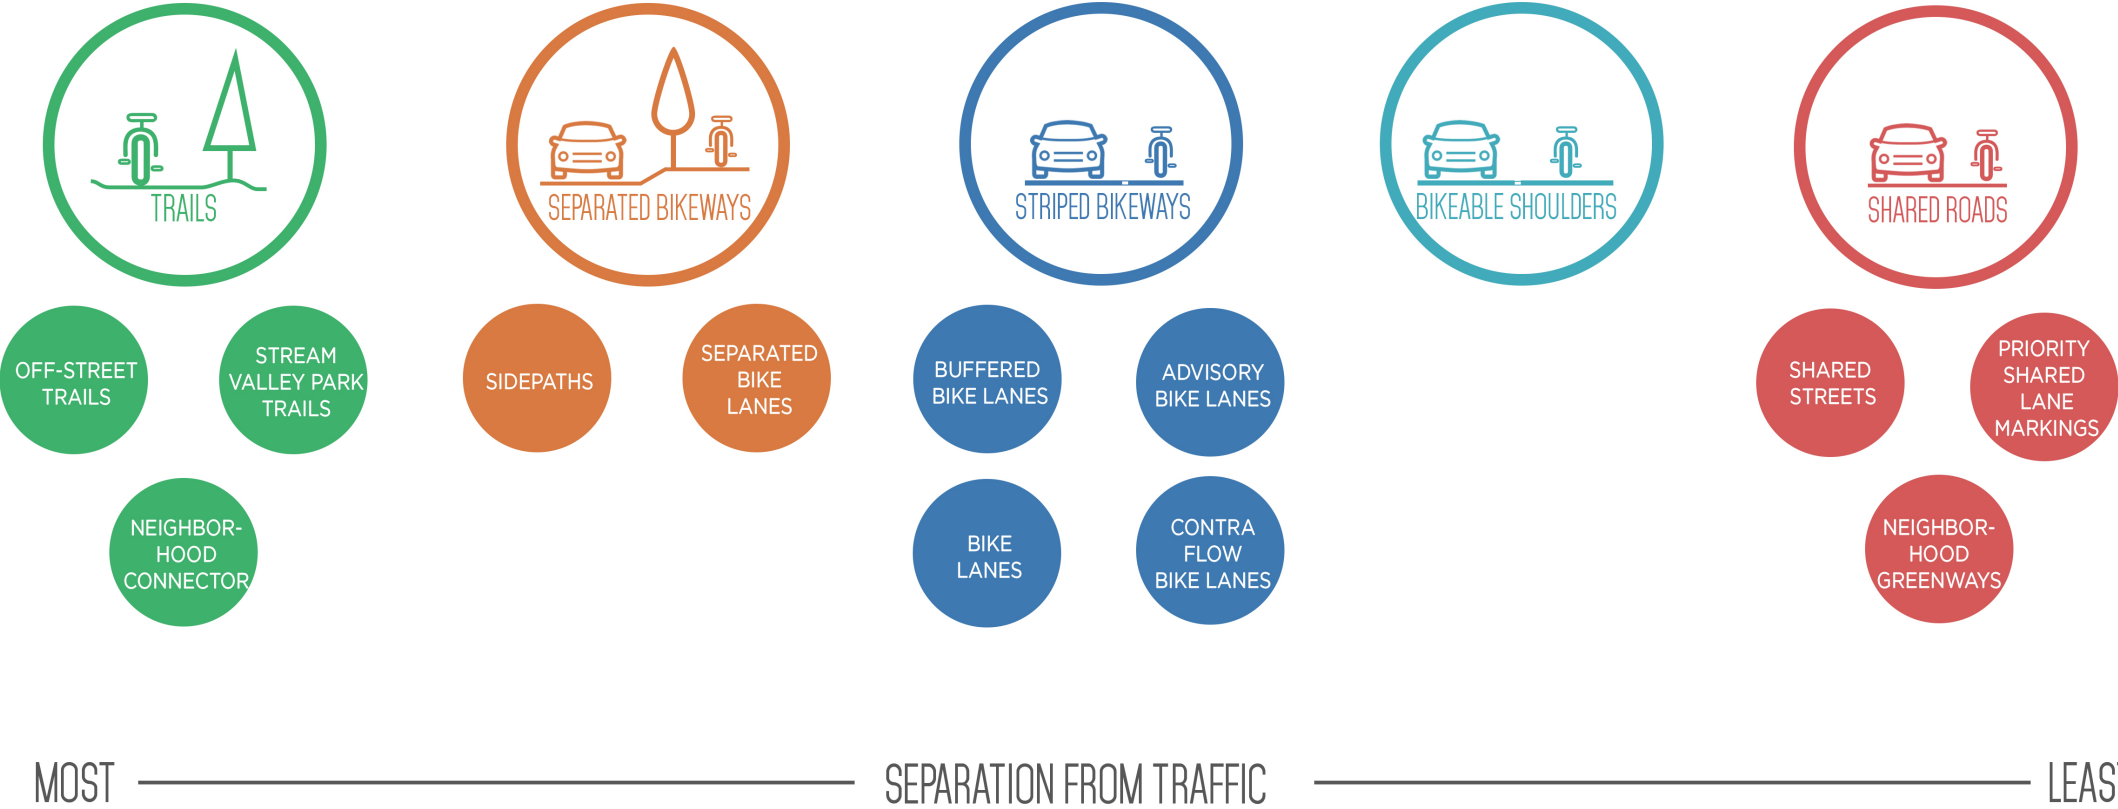 TRAILS
SEPARATED BIKEWAYS
STRIPED BIKEWAYS
BIKEABLE SHOULDERS
SHARED ROADS
OFF-STREET
TRAILS
STREAM
VALLEY PARK
TRAILS
NEIGHBOR-
HOOD
CONNECTOR
SIDEPATHS
SEPARATED
BIKE
LANES
BUFFERED
BIKE LANES
ADVISORY
BIKE LANES
BIKE
LANES
CONTRA
FLOW
BIKE LANES
SHARED
STREETS
PRIORITY
SHARED
LANE
MARKINGS
NEIGHBOR-
HOOD
GREENWAYS
MOST
SEPARATION FROM TRAFFIC
LEAST